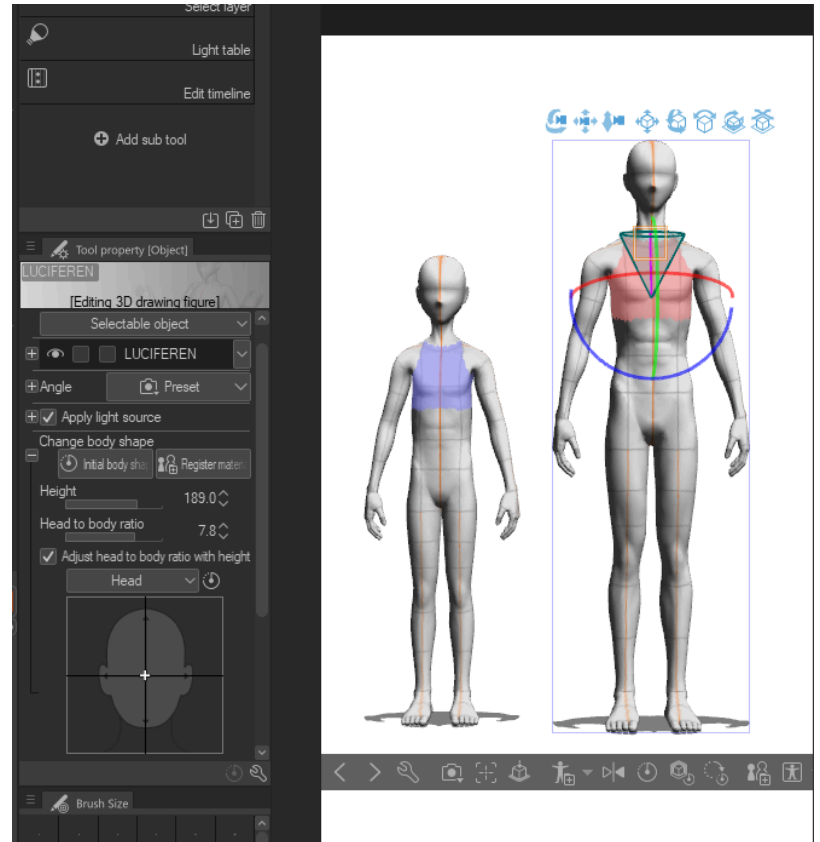 Select layer
Light table
Edit timeline
Add sub tool
Tool property [Object]
LUCIFEREN
[Editing 3D drawing figure]
Selectable object
LUCIFEREN
Angle
Preset
Apply light source
Change body shape
Initial body sha
Register mater
Height
189.0
Head to body ratio
7.8
Adjust head to body ratio with height
Head
Brush Size